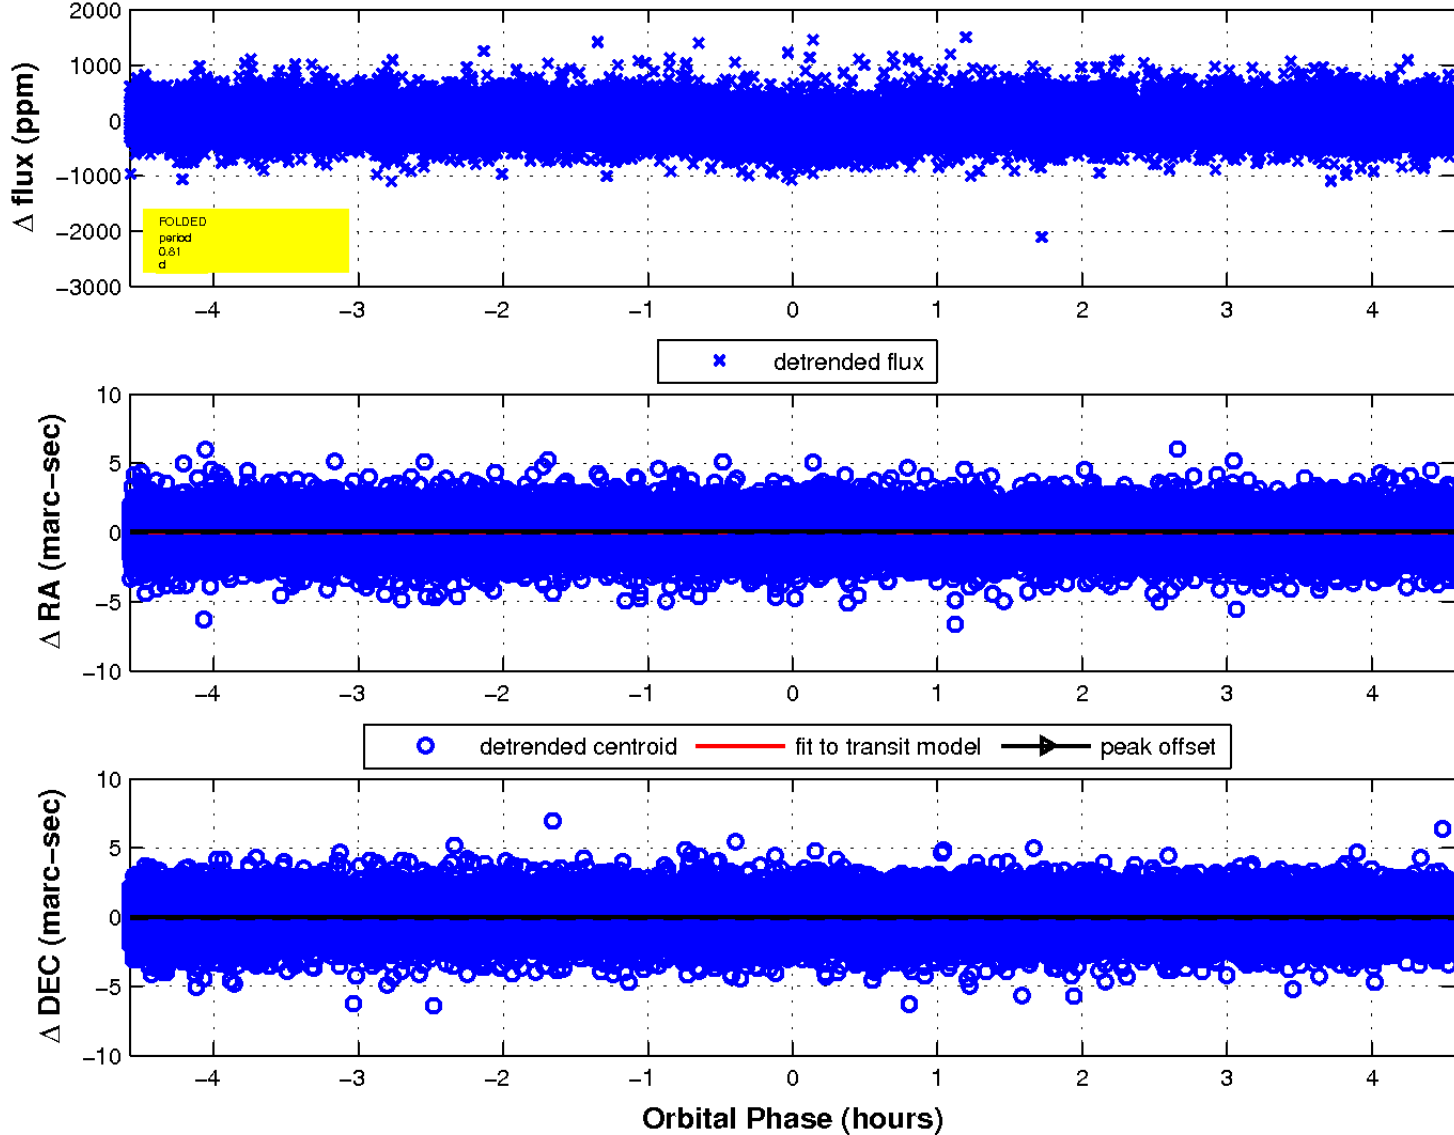 2000
1000
0
−1000
−2000
−3000
Δ flux (ppm)
FOLDED
period
0.81
d
−4 −3 −2 −1 0 1 2 3 4
detrended flux
10
5
0
−5
−10
Δ RA (marc−sec)
−4 −3 −2 −1 0 1 2 3 4
detrended centroid fit to transit model peak offset
10
5
0
−5
−10
Δ DEC (marc−sec)
−4 −3 −2 −1 0 1 2 3 4
Orbital Phase (hours)